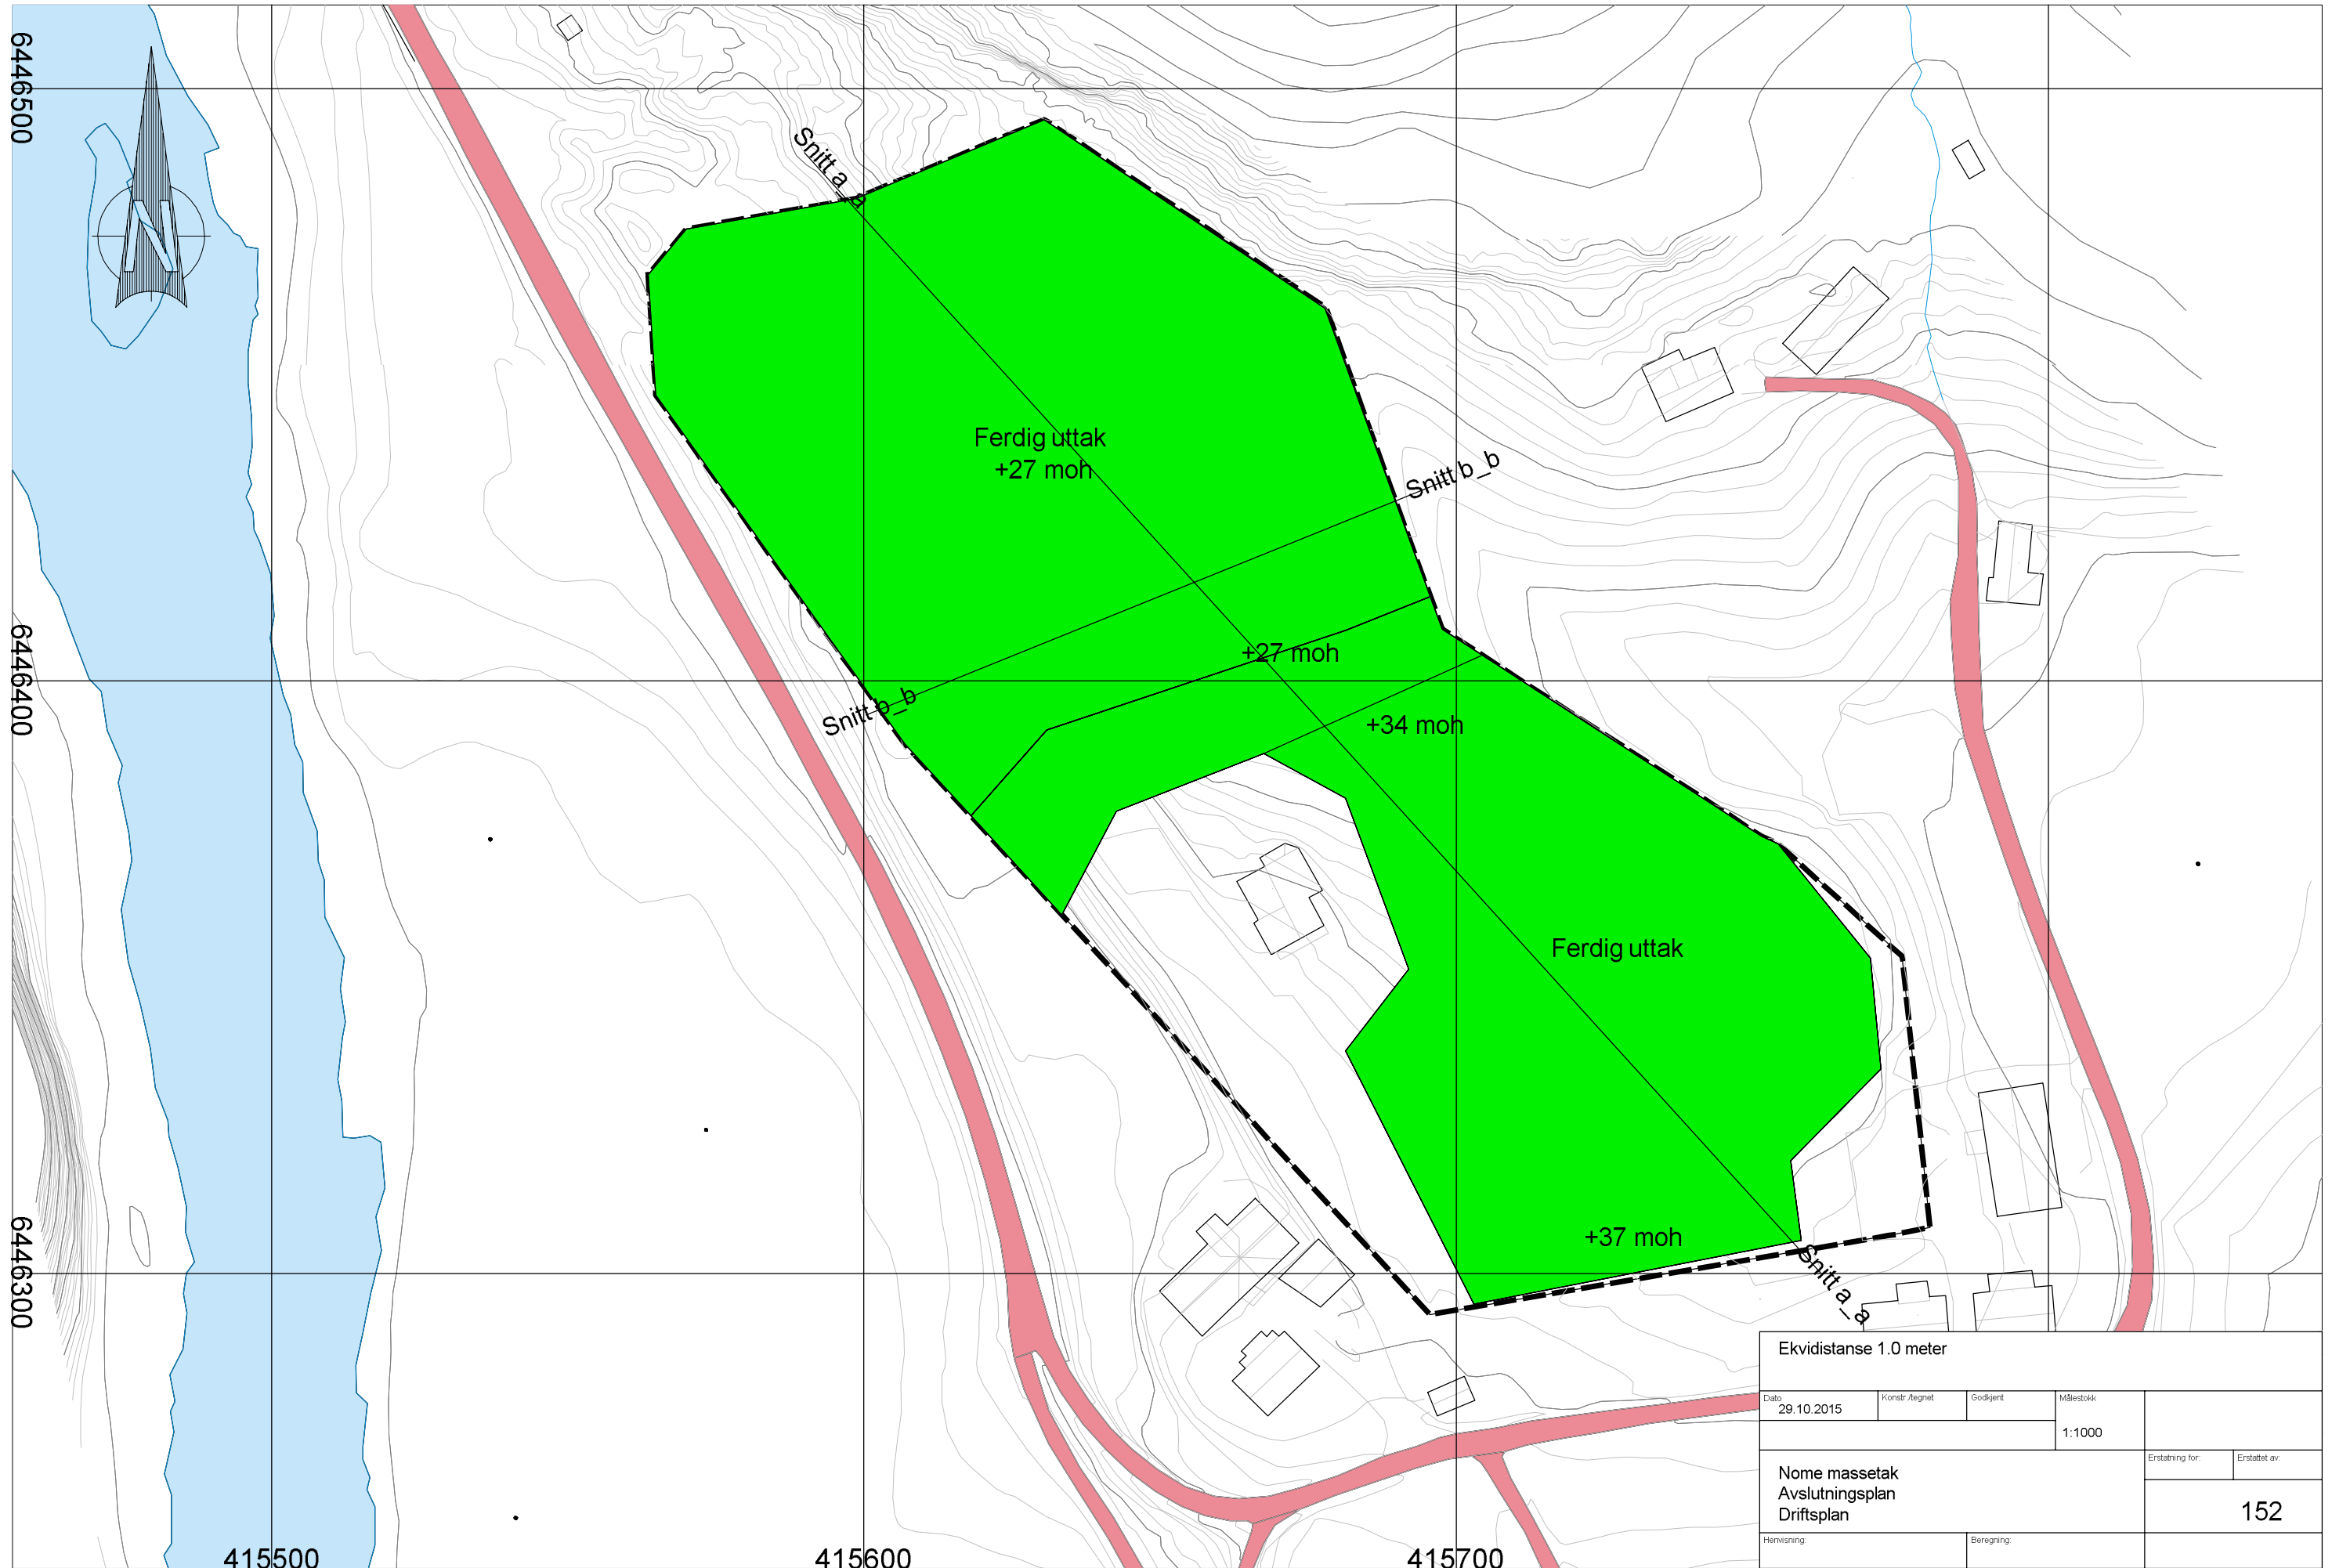 6446500
N
Snitt a_a
Ferdig uttak
+27 moh
Snitt b_b
+27 moh
6446400
Snitt b_b
+34 moh
Ferdig uttak
+37 moh
6446300
Snitt a_a
Ekvidistanse 1.0 meter
Dato
29.10.2015
Konstr./tegnet
Godkjent
Målestokk
1:1000
Nome massetak
Avslutningsplan
Driftsplan
Erstatning for:
Erstattet av:
152
Henvisning:
Beregning:
415500
415600
415700